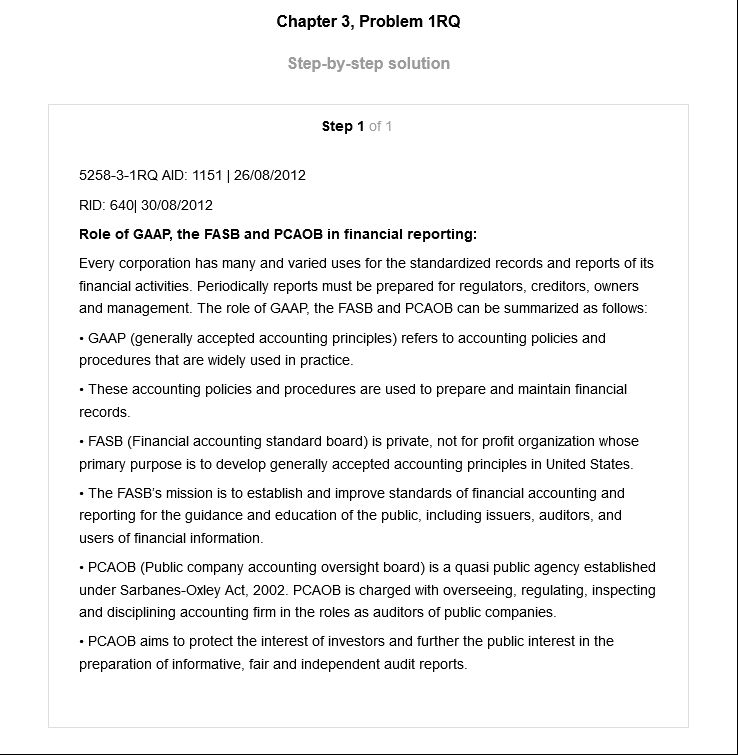 Chapter 3, Problem 1RQ
Step-by-step solution
Step 1 of 1
5258-3-1RQ AID: 1151 | 26/08/2012
RID: 640| 30/08/2012
Role of GAAP, the FASB and PCAOB in financial reporting:
Every corporation has many and varied uses for the standardized records and reports of its
financial activities. Periodically reports must be prepared for regulators, creditors, owners
and management. The role of GAAP, the FASB and PCAOB can be summarized as follows:
• GAAP (generally accepted accounting principles) refers to accounting policies and
procedures that are widely used in practice.
• These accounting policies and procedures are used to prepare and maintain financial
records.
• FASB (Financial accounting standard board) is private, not for profit organization whose
primary purpose is to develop generally accepted accounting principles in United States.
• The FASB's mission is to establish and improve standards of financial accounting and
reporting for the guidance and education of the public, including issuers, auditors, and
users of financial information.
• PCAOB (Public company accounting oversight board) is a quasi public agency established
under Sarbanes-Oxley Act, 2002. PCAOB is charged with overseeing, regulating, inspecting
and disciplining accounting firm in the roles as auditors of public companies.
• PCAOB aims to protect the interest of investors and further the public interest in the
preparation of informative, fair and independent audit reports.